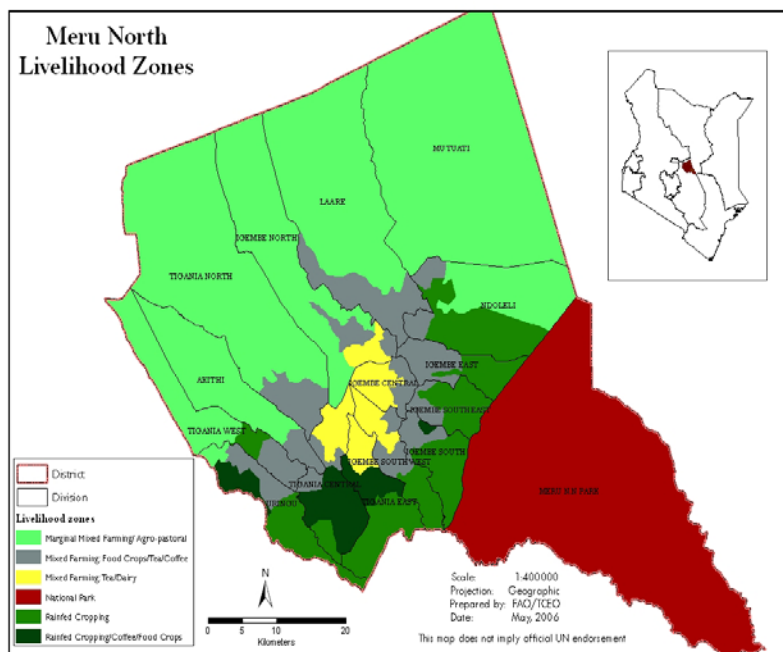 Meru North
Livelihood Zones
MUTUATI
LAARE
IGEMBE NORTH
TIGANIA NORTH
NDOLELI
AKITHI
IGEMBE EAST
IGEMBE CENTRAL
IGEMBE SOUTHEAST
TIGANIA WEST
IGEMBE SOUTH
IGEMBE SOUTHWEST
TIGANIA CENTRAL
MERU N.N PARK
TIGANIA EAST
District
Division
Livelihood zones
Marginal Mixed Farming/Agro-pastoral
Mixed Farming: Food Crops/Tea/Coffee
Mixed Farming: Tea/Dairy
National Park
Rainfed Cropping
Rainfed Cropping/Coffee/Food Crops
N
0 10 20
Kilometers
Scale: 1:400000
Projection: Geographic
Prepared by: FAO/TCEO
Date: May, 2006
This map does not imply official UN endorsement